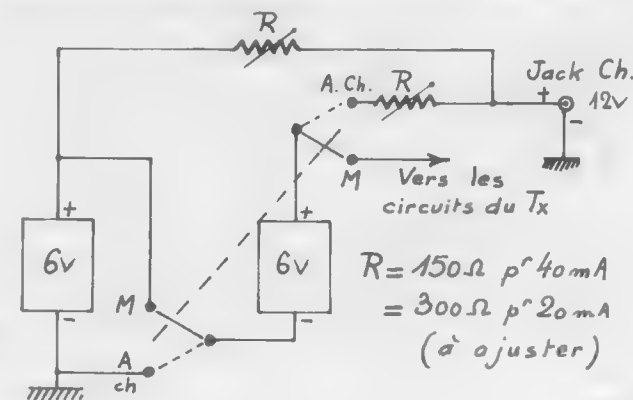 R
Jack Ch.
A. Ch.
R
+
12v
-
M
Vers les
circuits du Tx
+
+
6v
6v
R = 150Ω pr 40mA
M
= 300Ω pr 20mA
-
-
(à ajuster)
A
ch